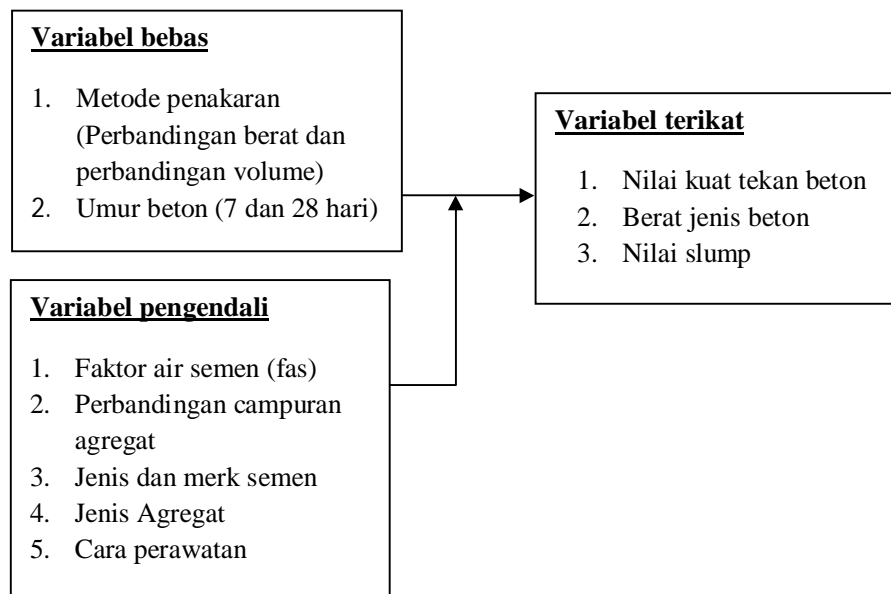 Variabel bebas
1. Metode penakaran
(Perbandingan berat dan
perbandingan volume)
2. Umur beton (7 dan 28 hari)
Variabel terikat
1. Nilai kuat tekan beton
2. Berat jenis beton
3. Nilai slump
Variabel pengendali
1. Faktor air semen (fas)
2. Perbandingan campuran
agregat
3. Jenis dan merk semen
4. Jenis Agregat
5. Cara perawatan